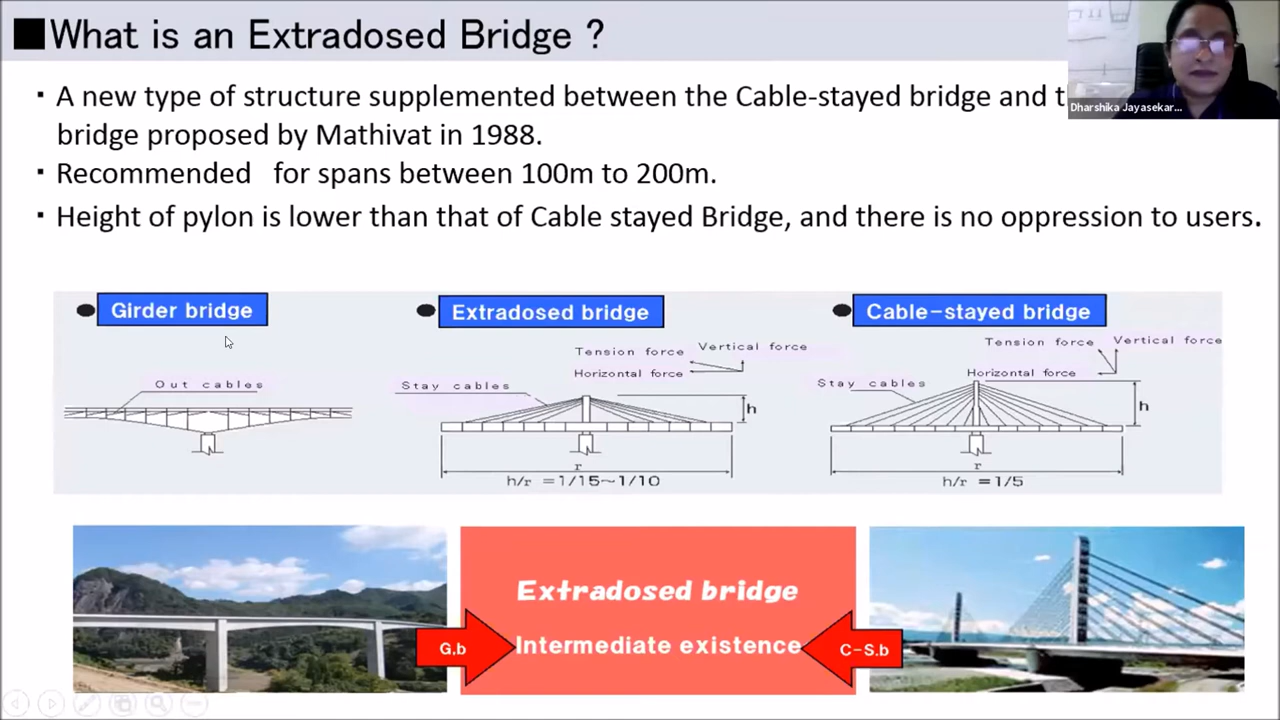 ■What is an Extradosed Bridge ?
Dharshika Jayasekar...
· A new type of structure supplemented between the Cable-stayed bridge and
bridge proposed by Mathivat in 1988.
· Recommended for spans between 100m to 200m.
· Height of pylon is lower than that of Cable stayed Bridge, and there is no oppression to users.
● Girder bridge
Out cables
● Extradosed bridge
Tension force
Vertical force
Horizontal force
Stay cables
h
r
h/r =1/15~1/10
● Cable-stayed bridge
Tension force
Vertical force
Horizontal force
Stay cables
h
r
h/r =1/5
Extradosed bridge
G.b
Intermediate existence
C-S.b